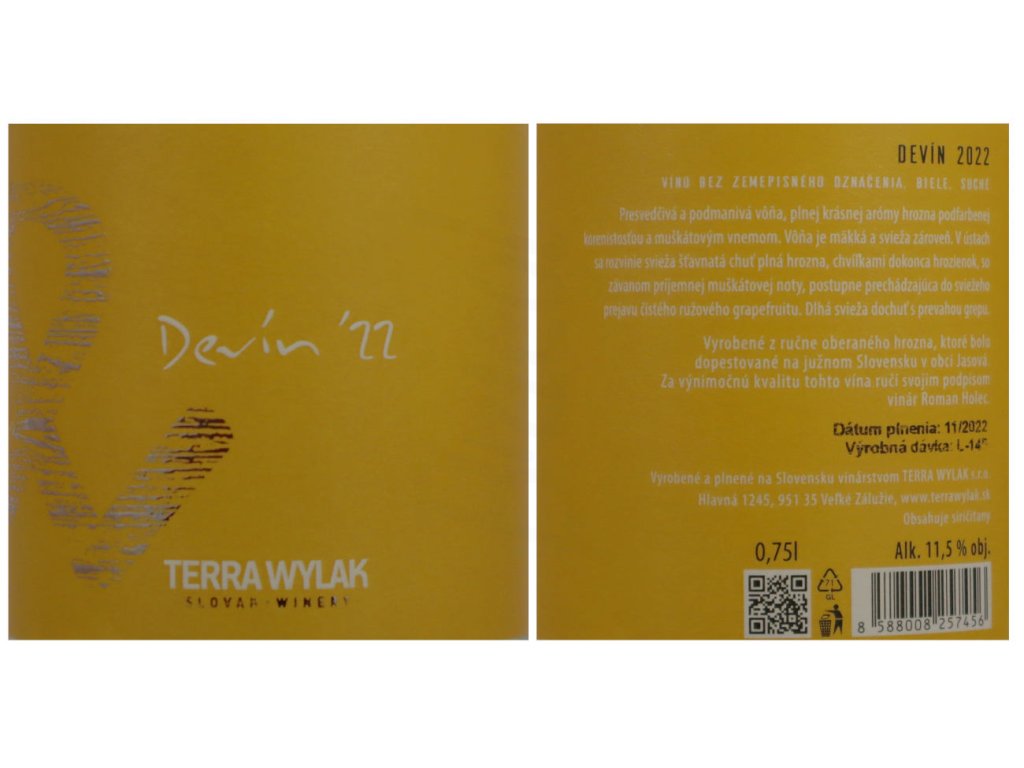 Devín '22
TERRA WYLAK
SLOVAK WINERY
DEVÍN 2022
VÍNO BEZ ZEMEPISNÉHO OZNAČENIA, BIELE, SUCHÉ
Presvedčivá a podmanivá vôňa, plnej krásnej arómy hrozna podfarbenej
korenistosťou a muškátovým vnemom. Vôňa je mäkká a svieža zároveň. V ústach
sa rozvinie svieža šťavnatá chuť plná hrozna, chvíľkami dokonca hrozienok, so
závanom príjemnej muškátovej noty, postupne prechádzajúca do sviežeho
prejavu čistého ružového grapefruitu. Dlhá svieža dochuť s prevahou grepu.
Vyrobené z ručne oberaného hrozna, ktoré bolo
dopestované na južnom Slovensku v obci Jasová.
Za výnimočnú kvalitu tohto vína ručí svojim podpisom
vinár Roman Holec.
Dátum plnenia: 11/2022
Výrobná dávka: L-145
Vyrobené a plnené na Slovensku vinárstvom TERRA WYLAK s.r.o.
Hlavná 1245, 951 35 Veľké Zálužie, www.terrawylak.sk
Obsahuje siričitany
0,75l
Alk. 11,5 % obj.
71
GL
8 588008 257456